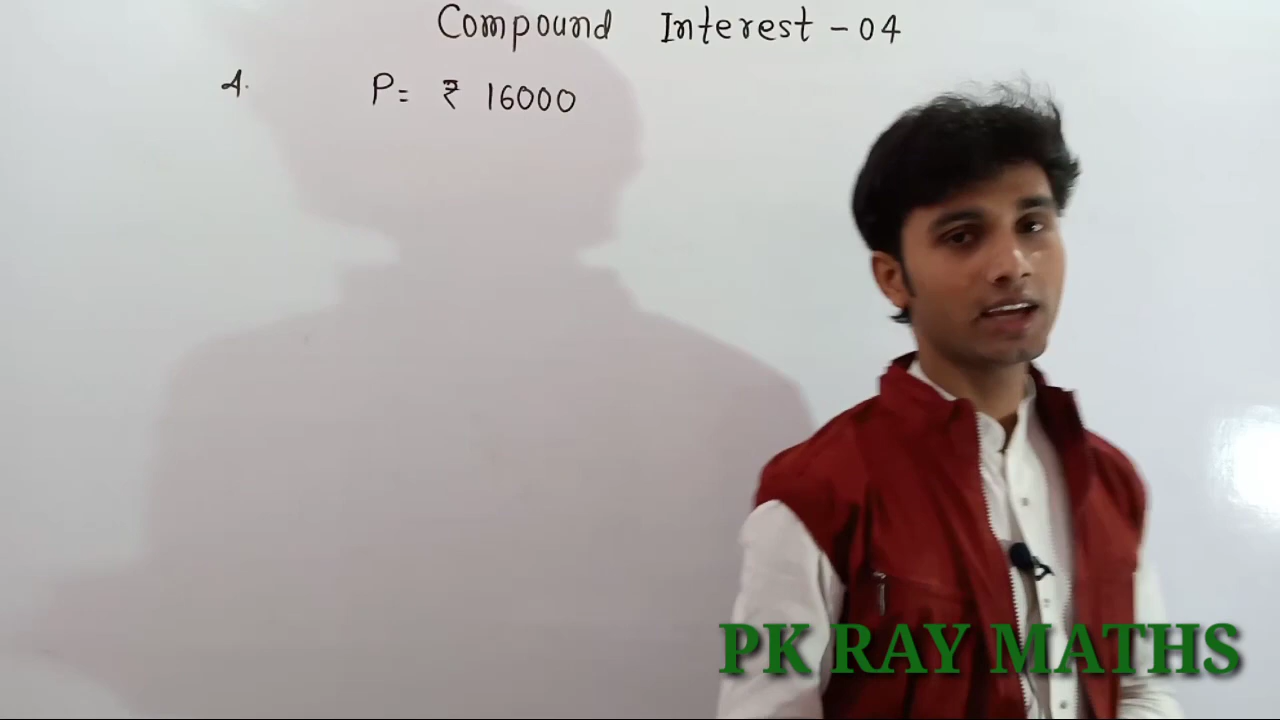 Compound Interest - 04
4. P= ₹ 16000
PK RAY MATHS